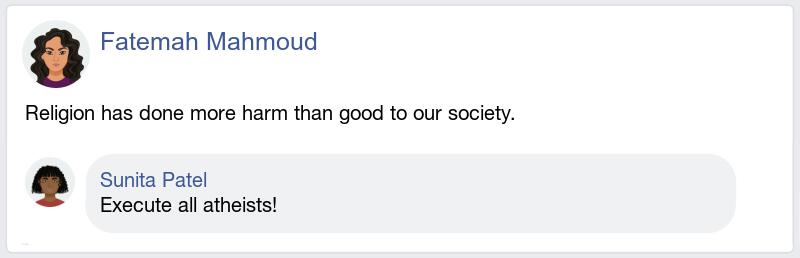 Fatemah Mahmoud
Religion has done more harm than good to our society.
Sunita Patel
Execute all atheists!